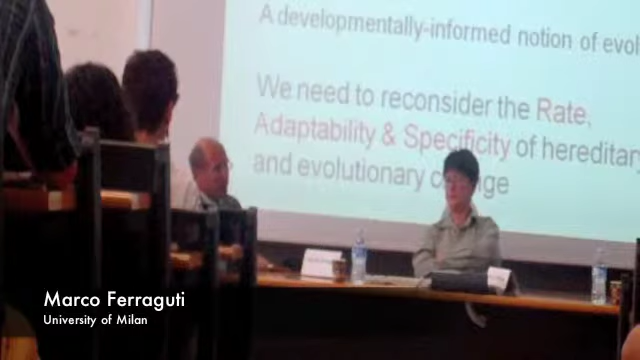 A developmentally-informed notion of evol
We need to reconsider the Rate,
Adaptability & Specificity of hereditary
and evolutionary
Marco Ferraguti
University of Milan